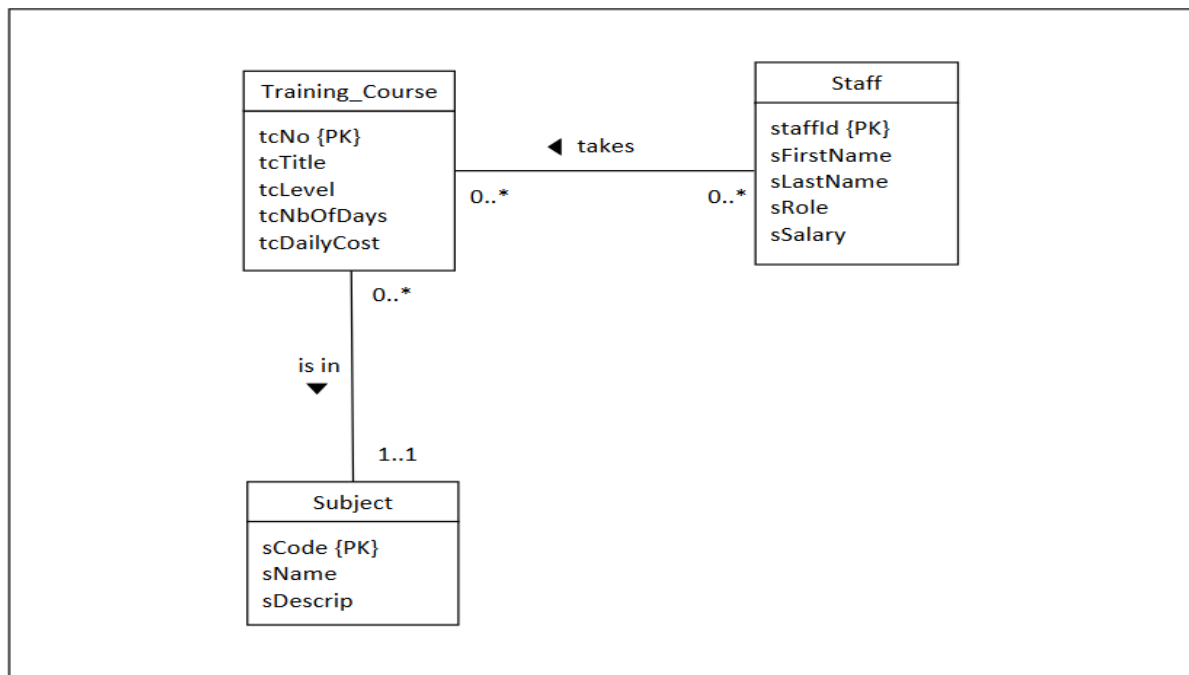 Training_Course
tcNo {PK}
tcTitle
tcLevel
tcNbOfDays
tcDailyCost
Staff
staffId {PK}
sFirstName
sLastName
sRole
sSalary
takes
0..*
0..*
0..*
is in
1..1
Subject
sCode {PK}
sName
sDescrip